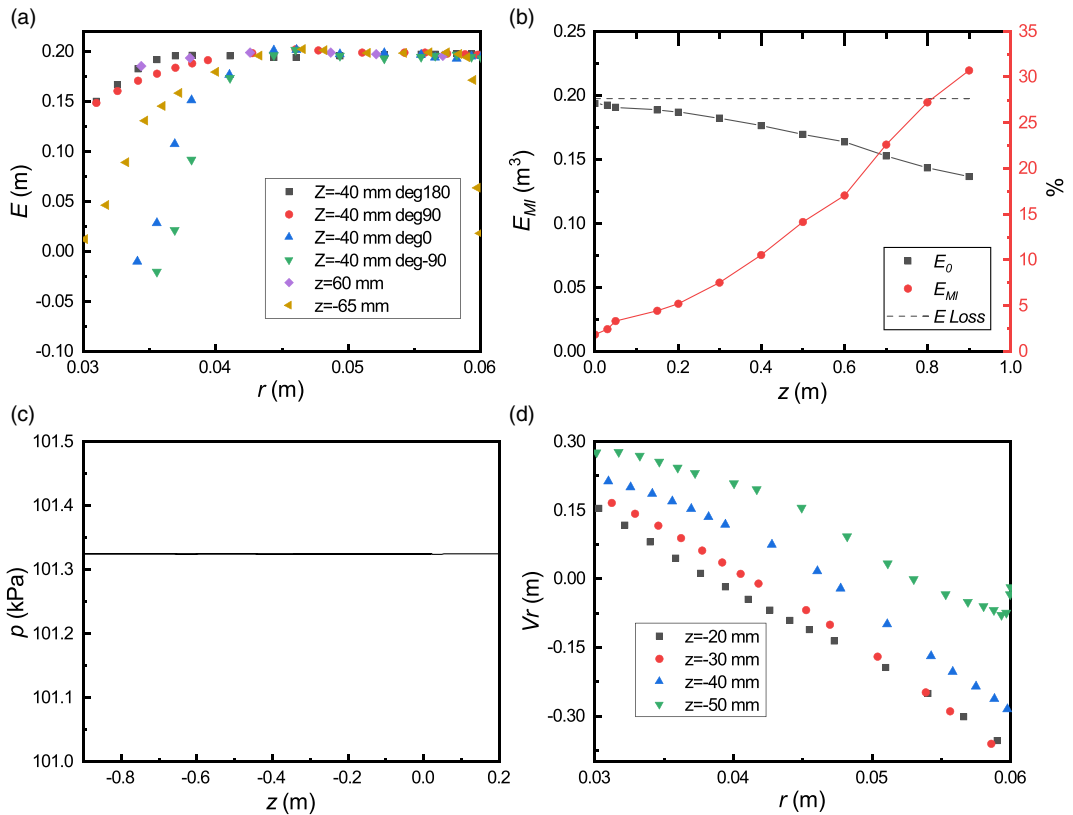 (a)
0.20
0.15
0.10
0.05
0.00
-0.05
-0.10
E (m)
0.03
0.04
0.05
0.06
r (m)
Z=-40 mm deg180
Z=-40 mm deg90
Z=-40 mm deg0
Z=-40 mm deg-90
z=60 mm
z=-65 mm
(b)
0.25
0.20
0.15
0.10
0.05
0.00
E_MI (m³)
0.0
0.2
0.4
0.6
0.8
1.0
z (m)
35
30
25
20
15
10
5
0
%
E_0
E_MI
E Loss
(c)
101.5
101.4
101.3
101.2
101.1
101.0
p (kPa)
-0.8
-0.6
-0.4
-0.2
0.0
0.2
z (m)
(d)
0.30
0.15
0.00
-0.15
-0.30
Vr (m)
0.03
0.04
0.05
0.06
r (m)
z=-20 mm
z=-30 mm
z=-40 mm
z=-50 mm